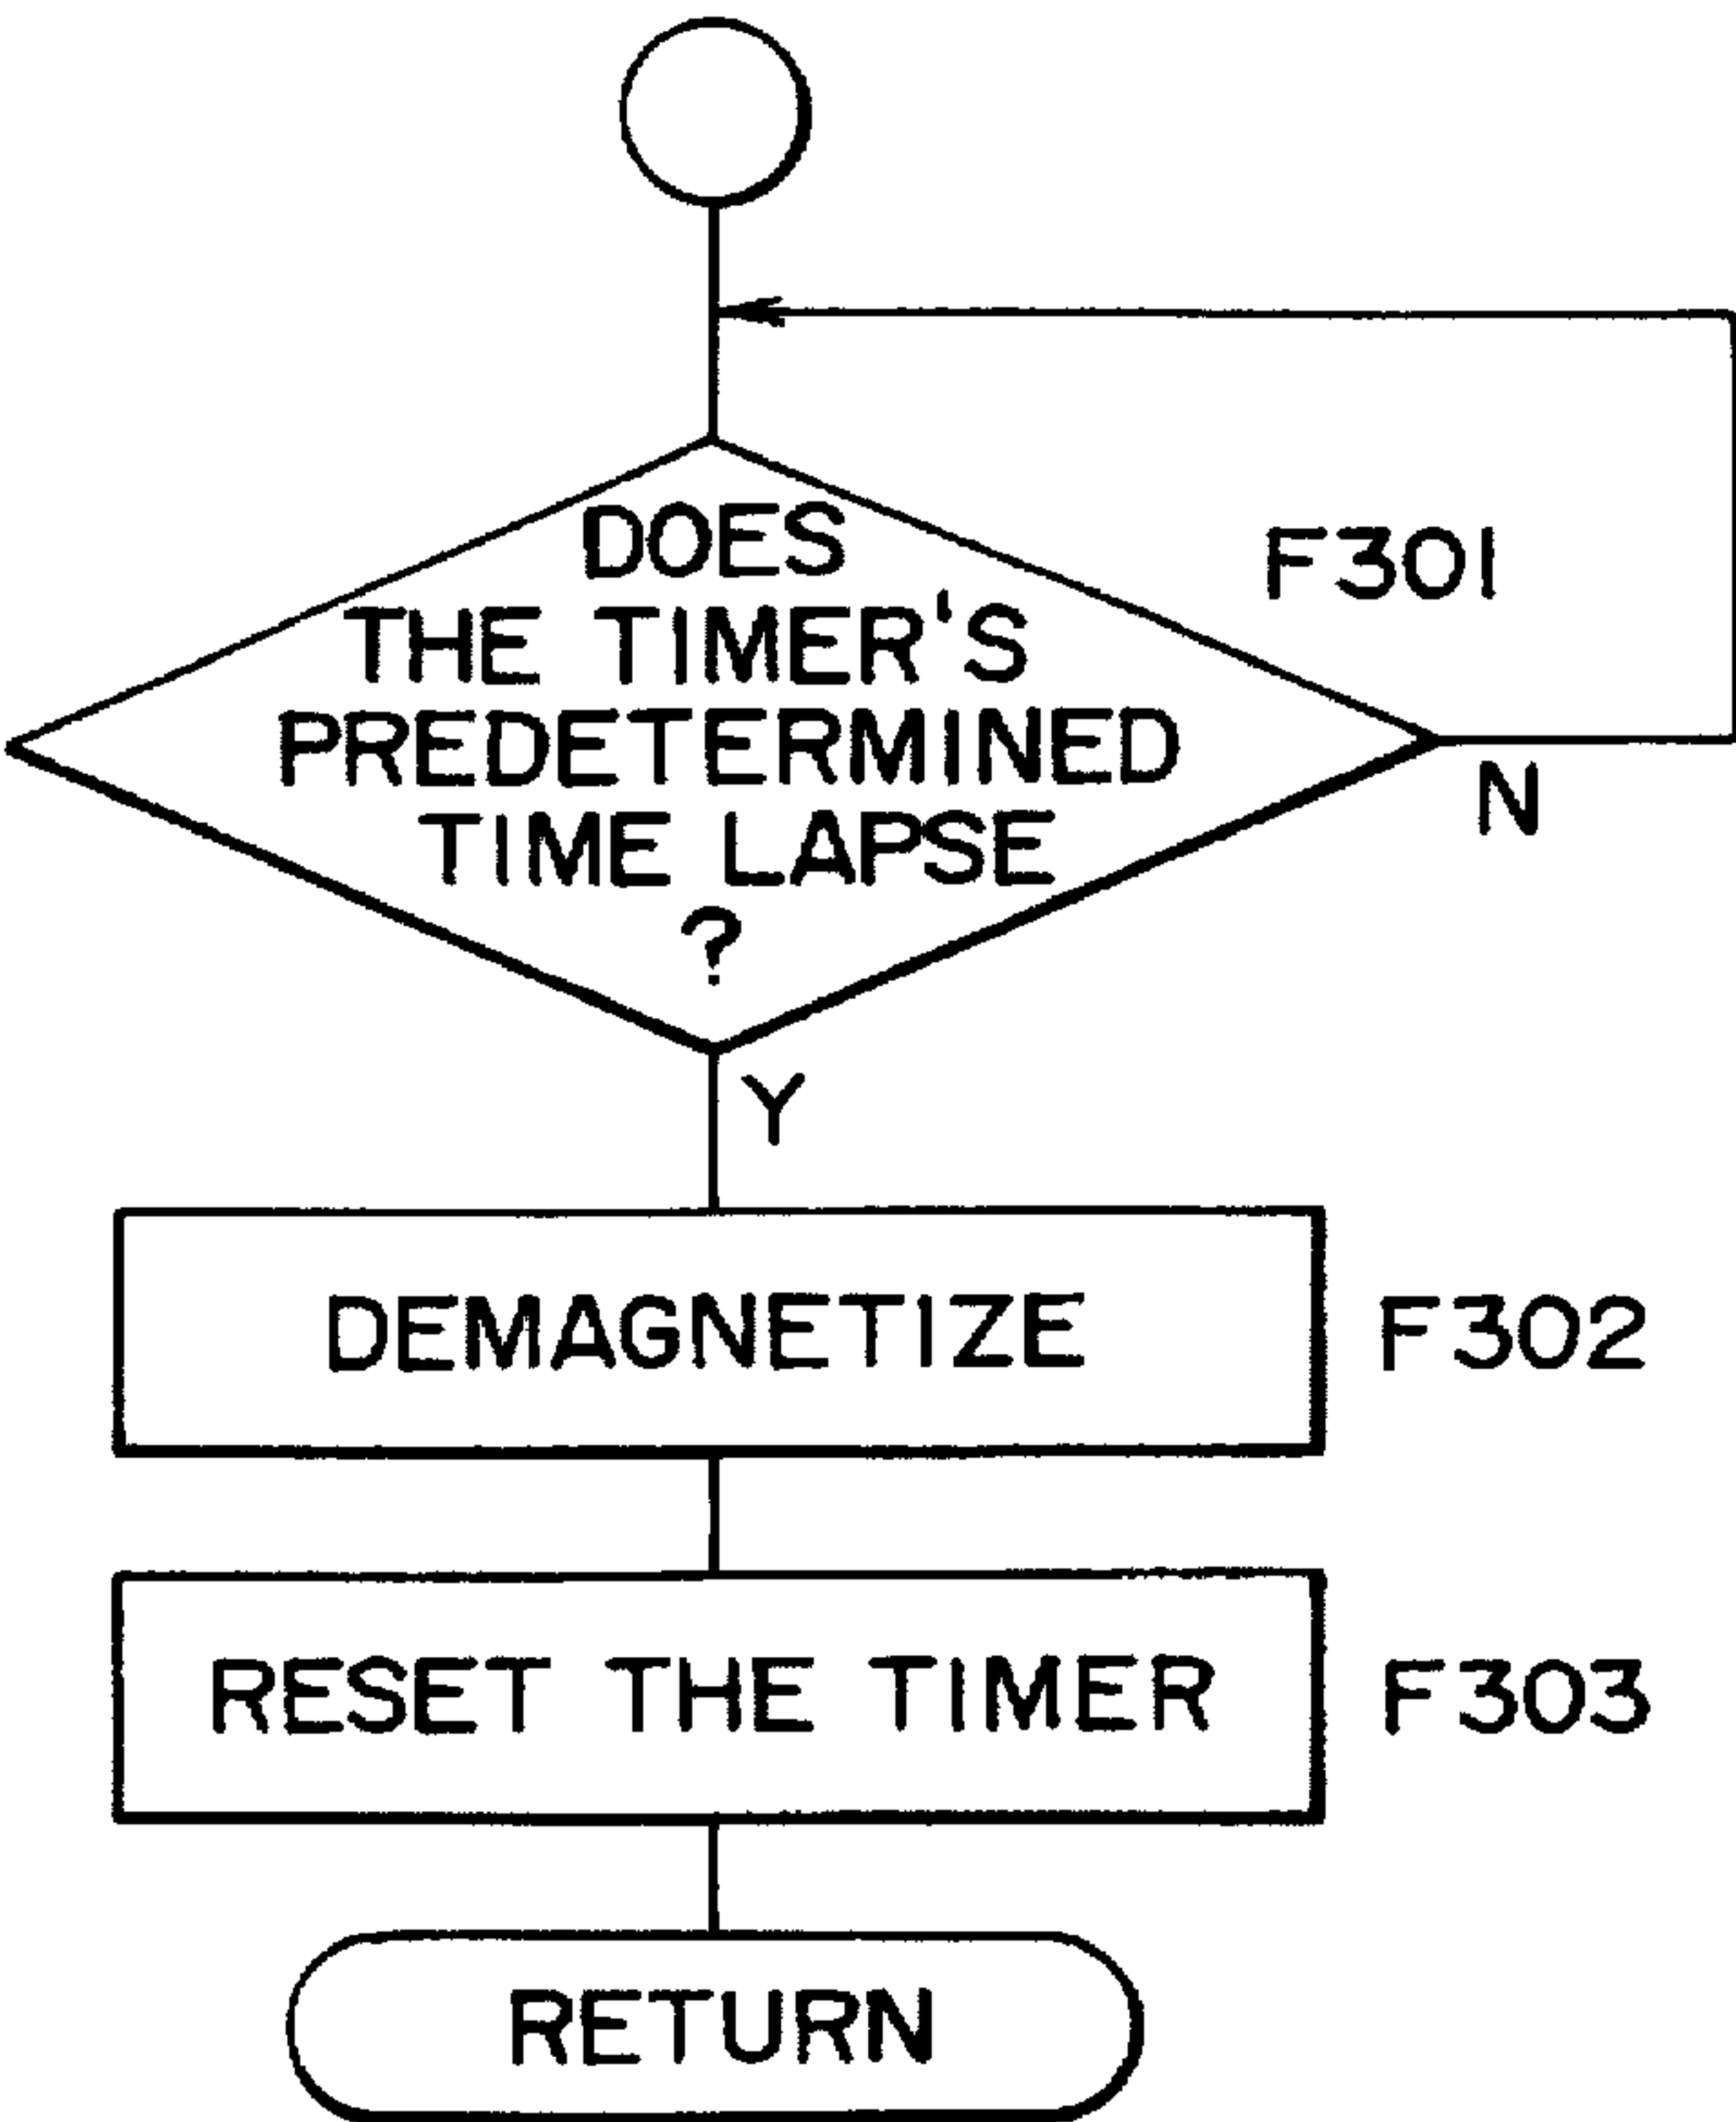 DOES
THE TIMER'S
PREDETERMINED
TIME LAPSE
?
F301
N
Y
DEMAGNETIZE
F302
RESET THE TIMER
F303
RETURN